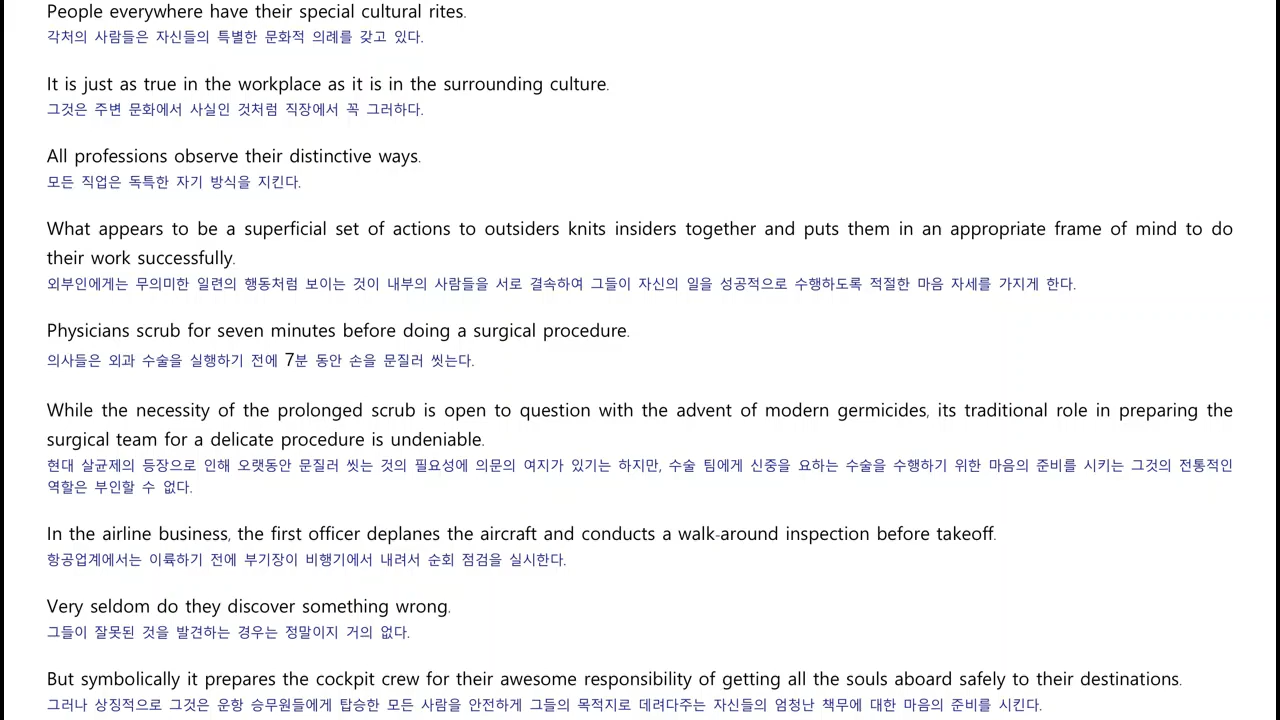 People everywhere have their special cultural rites.
각처의 사람들은 자신들의 특별한 문화적 의례를 갖고 있다.
It is just as true in the workplace as it is in the surrounding culture.
그것은 주변 문화에서 사실인 것처럼 직장에서 꼭 그러하다.
All professions observe their distinctive ways.
모든 직업은 독특한 자기 방식을 지킨다.
What appears to be a superficial set of actions to outsiders knits insiders together and puts them in an appropriate frame of mind to do
their work successfully.
외부인에게는 무의미한 일련의 행동처럼 보이는 것이 내부의 사람들을 서로 결속하여 그들이 자신의 일을 성공적으로 수행하도록 적절한 마음 자세를 가지게 한다.
Physicians scrub for seven minutes before doing a surgical procedure.
의사들은 외과 수술을 실행하기 전에 7분 동안 손을 문질러 씻는다.
While the necessity of the prolonged scrub is open to question with the advent of modern germicides, its traditional role in preparing the
surgical team for a delicate procedure is undeniable.
현대 살균제의 등장으로 인해 오랫동안 문질러 씻는 것의 필요성에 의문의 여지가 있기는 하지만, 수술 팀에게 신중을 요하는 수술을 수행하기 위한 마음의 준비를 시키는 그것의 전통적인
역할은 부인할 수 없다.
In the airline business, the first officer deplanes the aircraft and conducts a walk-around inspection before takeoff.
항공업계에서는 이륙하기 전에 부기장이 비행기에서 내려서 순회 점검을 실시한다.
Very seldom do they discover something wrong.
그들이 잘못된 것을 발견하는 경우는 정말이지 거의 없다.
But symbolically it prepares the cockpit crew for their awesome responsibility of getting all the souls aboard safely to their destinations.
그러나 상징적으로 그것은 운항 승무원들에게 탑승한 모든 사람을 안전하게 그들의 목적지로 데려다주는 자신들의 엄청난 책무에 대한 마음의 준비를 시킨다.